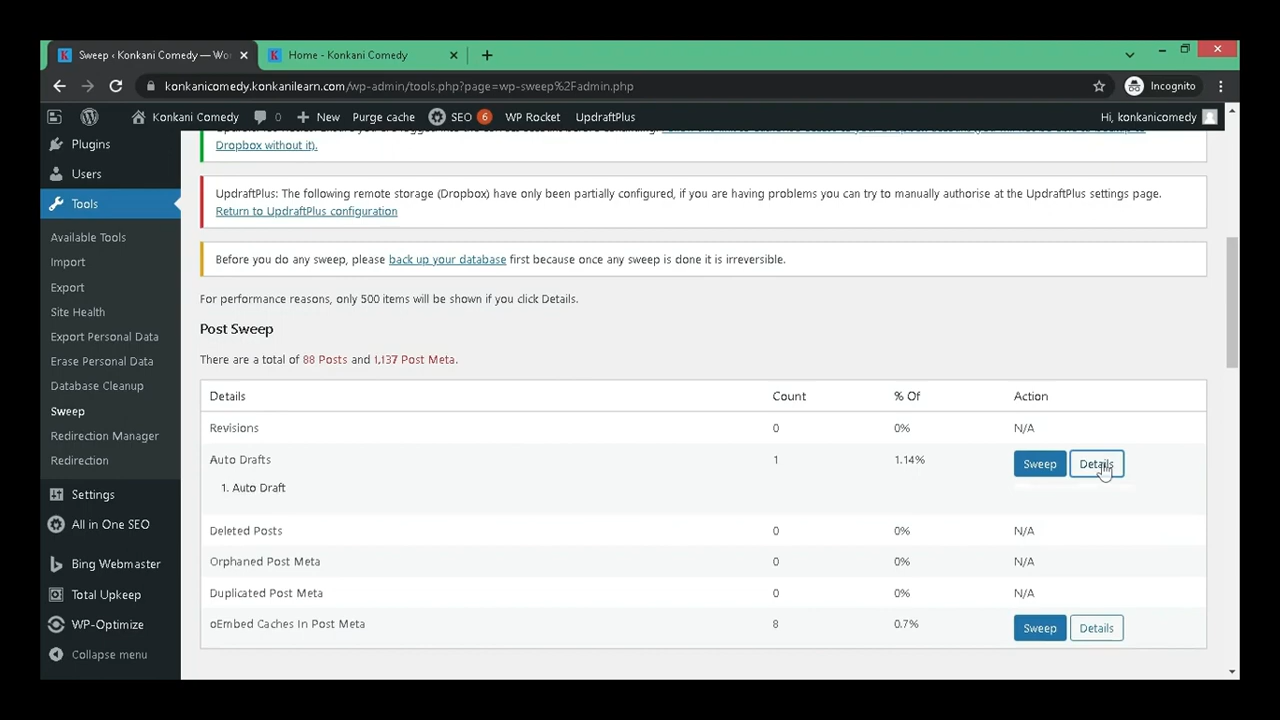 Sweep ‹ Konkani Comedy — Wo
Home - Konkani Comedy
konkanicomedy.konkanilearn.com/wp-admin/tools.php?page=wp-sweep%2Fadmin.php
Incognito
Konkani Comedy 0 New Purge cache SEO 6 WP Rocket UpdraftPlus
Hi, konkanicomedy
Plugins
Users
Tools
Available Tools
Import
Export
Site Health
Export Personal Data
Erase Personal Data
Database Cleanup
Sweep
Redirection Manager
Redirection
Settings
All in One SEO
Bing Webmaster
Total Upkeep
WP-Optimize
Collapse menu
Dropbox without it).
UpdraftPlus: The following remote storage (Dropbox) have only been partially configured, if you are having problems you can try to manually authorise at the UpdraftPlus settings page.
Return to UpdraftPlus configuration
Before you do any sweep, please back up your database first because once any sweep is done it is irreversible.
For performance reasons, only 500 items will be shown if you click Details.
Post Sweep
There are a total of 88 Posts and 1,137 Post Meta.
Details Count % Of Action
Revisions 0 0% N/A
Auto Drafts 1 1.14% Sweep Details
1. Auto Draft
Deleted Posts 0 0% N/A
Orphaned Post Meta 0 0% N/A
Duplicated Post Meta 0 0% N/A
oEmbed Caches In Post Meta 8 0.7% Sweep Details